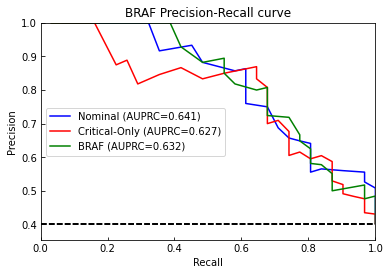 BRAF Precision-Recall curve
1.0
0.9
0.8
0.7
0.6
0.5
0.4
Precision
Nominal (AUPRC=0.641)
Critical-Only (AUPRC=0.627)
BRAF (AUPRC=0.632)
0.0 0.2 0.4 0.6 0.8 1.0
Recall